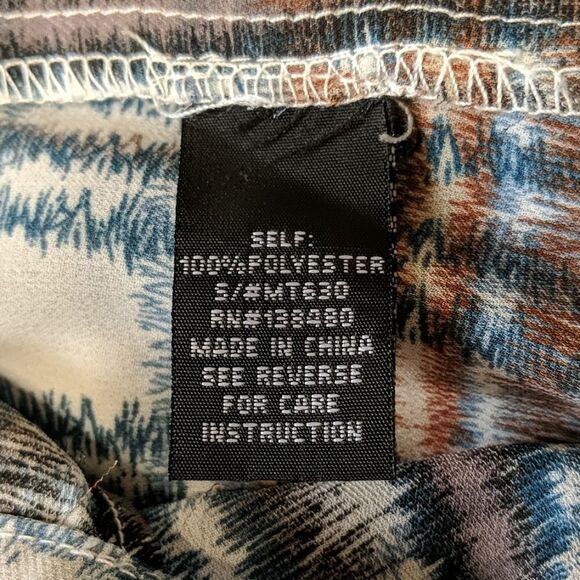 SELF:
100%POLYESTER
S/#MT630
RN#138480
MADE IN CHINA
SEE REVERSE
FOR CARE
INSTRUCTION